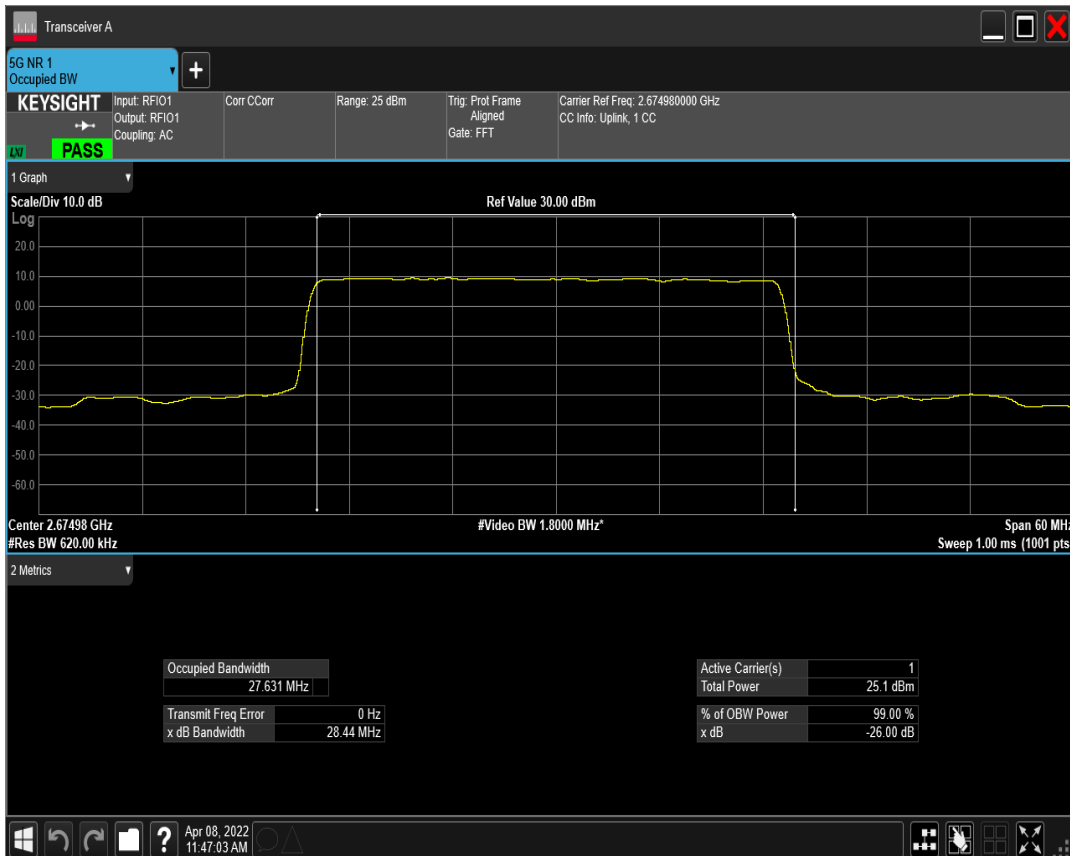 Transceiver A
5G NR 1
Occupied BW
+
KEYSIGHT
LXI
PASS
Input: RFIO1
Output: RFIO1
Coupling: AC
Corr CCorr
Range: 25 dBm
Trig: Prot Frame
Aligned
Gate: FFT
Carrier Ref Freq: 2.674980000 GHz
CC Info: Uplink, 1 CC
1 Graph
Scale/Div 10.0 dB
Ref Value 30.00 dBm
Log
20.0
10.0
0.00
-10.0
-20.0
-30.0
-40.0
-50.0
-60.0
Center 2.67498 GHz
#Video BW 1.8000 MHz*
Span 60 MHz
#Res BW 620.00 kHz
Sweep 1.00 ms (1001 pts
2 Metrics
Occupied Bandwidth
27.631 MHz
Transmit Freq Error 0 Hz
x dB Bandwidth 28.44 MHz
Active Carrier(s) 1
Total Power 25.1 dBm
% of OBW Power 99.00 %
x dB -26.00 dB
?
Apr 08, 2022
11:47:03 AM